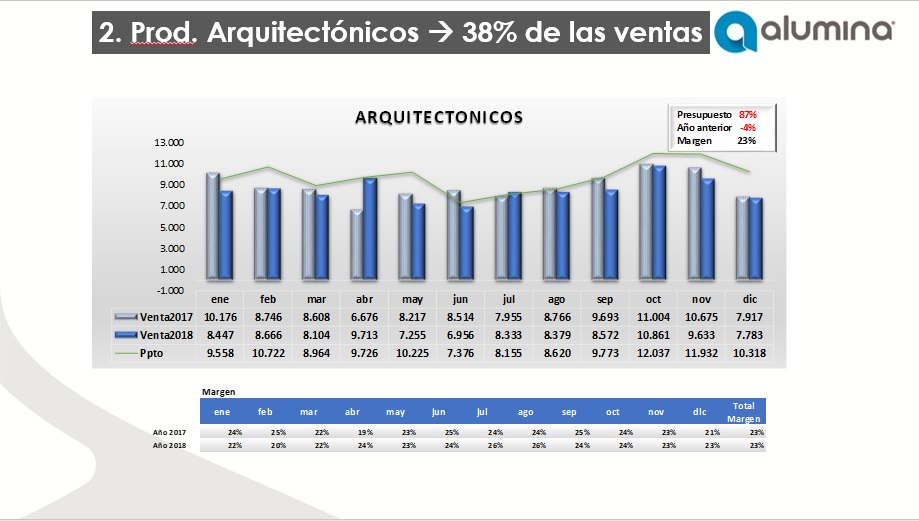 2. Prod. Arquitectónicos → 38% de las ventas
alumina
ARQUITECTONICOS
Presupuesto 87%
Año anterior -4%
Margen 23%
13.000
11.000
9.000
7.000
5.000
3.000
1.000
-1.000
ene feb mar abr may jun jul ago sep oct nov dic
Venta2017 10.176 8.746 8.608 6.676 8.217 8.514 7.955 8.766 9.693 11.004 10.675 7.917
Venta2018 8.447 8.666 8.104 9.713 7.255 6.956 8.333 8.379 8.572 10.861 9.633 7.783
Ppto 9.558 10.722 8.964 9.726 10.225 7.376 8.155 8.620 9.773 12.037 11.932 10.318
Margen
ene feb mar abr may jun jul ago sep oct nov dic Total Margen
Año 2017 24% 25% 22% 19% 23% 25% 24% 24% 25% 24% 23% 21% 23%
Año 2018 22% 20% 22% 24% 23% 24% 26% 26% 24% 24% 23% 23% 23%